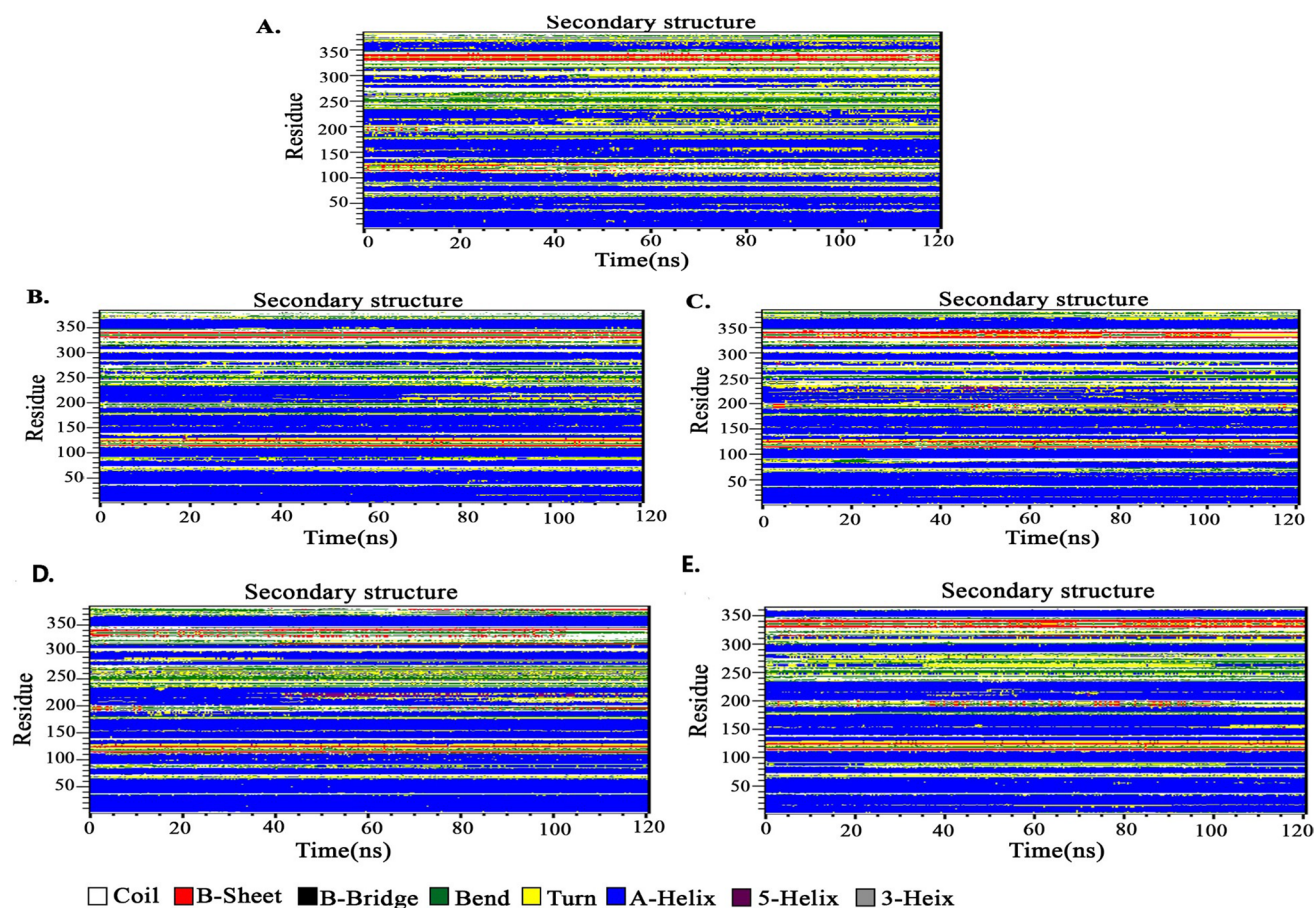 A.
Secondary structure
Residue
350
300
250
200
150
100
50
0 20 40 60 80 100 120
Time(ns)
B.
Secondary structure
Residue
350
300
250
200
150
100
50
0 20 40 60 80 100 120
Time(ns)
C.
Secondary structure
Residue
350
300
250
200
150
100
50
0 20 40 60 80 100 120
Time(ns)
D.
Secondary structure
Residue
350
300
250
200
150
100
50
0 20 40 60 80 100 120
Time(ns)
E.
Secondary structure
Residue
350
300
250
200
150
100
50
0 20 40 60 80 100 120
Time(ns)
Coil B-Sheet B-Bridge Bend Turn A-Helix 5-Helix 3-Heix